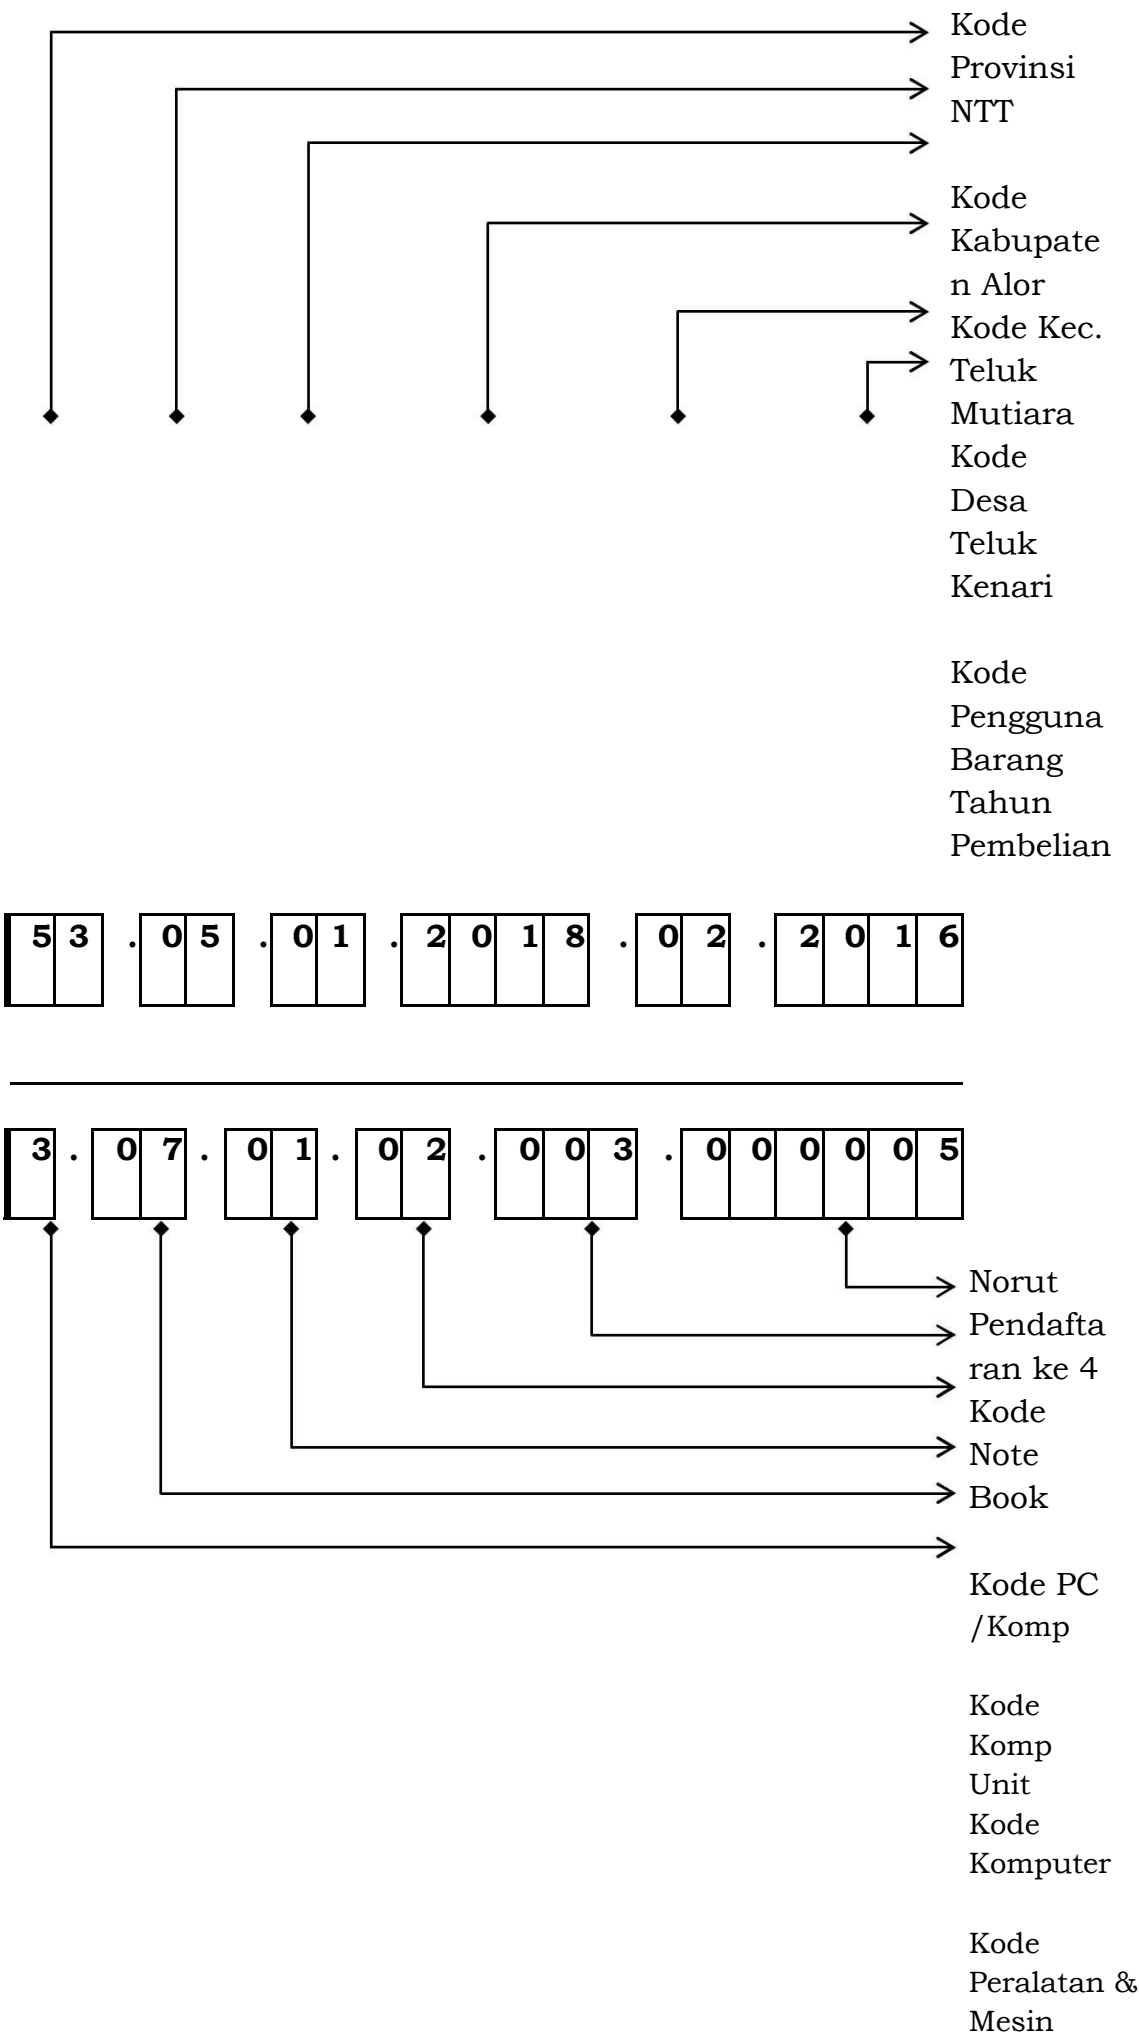 Kode
Provinsi
NTT
Kode
Kabupate
n Alor
Kode Kec.
Teluk
Mutiara
Kode
Desa
Teluk
Kenari
Kode
Pengguna
Barang
Tahun
Pembelian
53 . 05 . 01 . 2018 . 02 . 2016
3 . 07 . 01 . 02 . 003 . 000005
Norut
Pendafta
ran ke 4
Kode
Note
Book
Kode PC
/Komp
Kode
Komp
Unit
Kode
Komputer
Kode
Peralatan &
Mesin